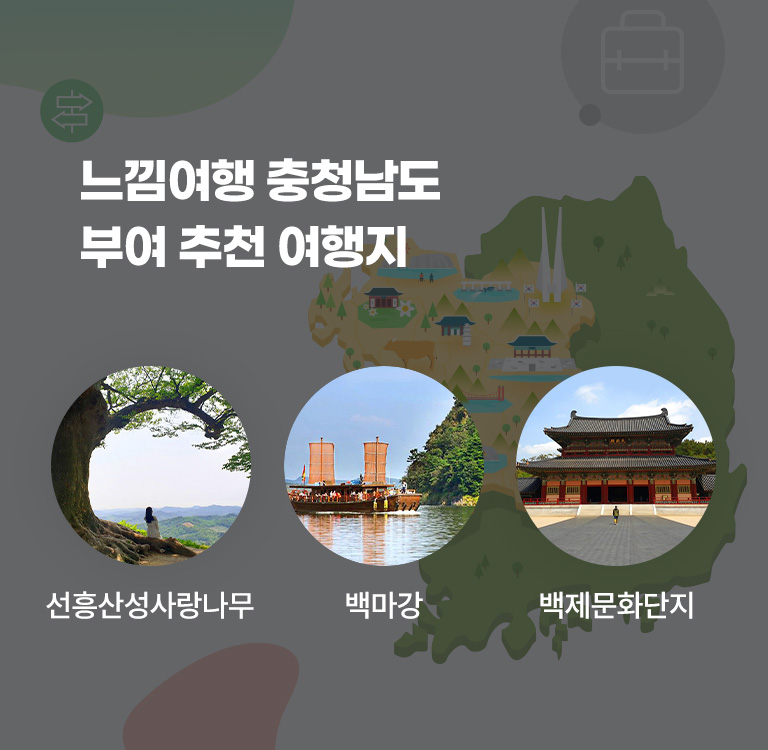 느낌여행 충청남도
부여 추천 여행지
선흥산성사랑나무
백마강
백제문화단지